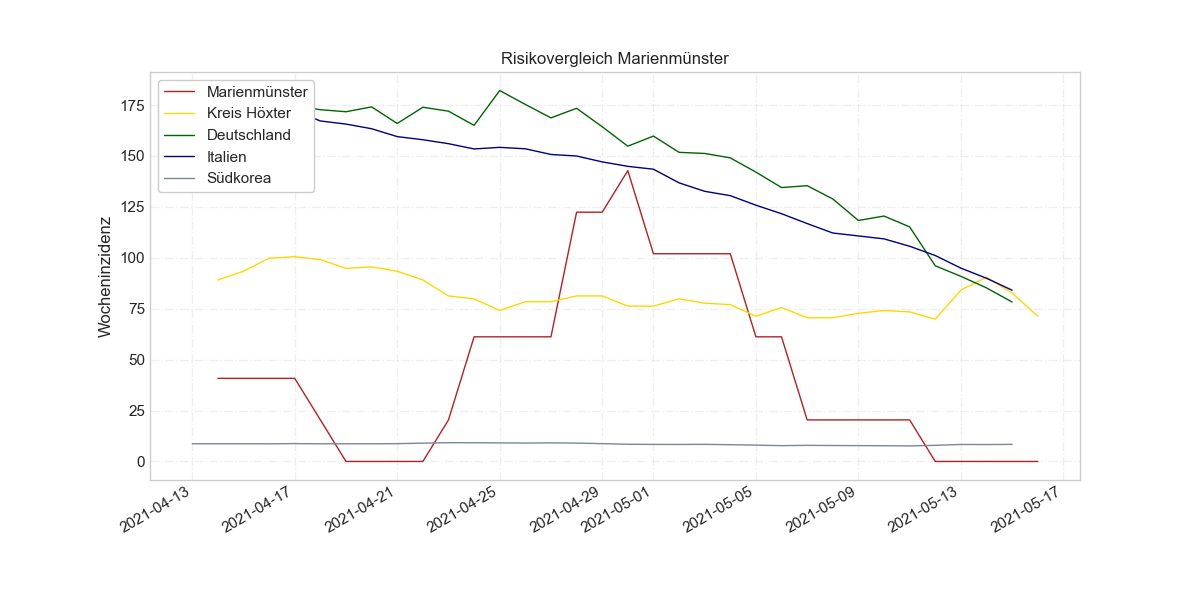 Risikovergleich Marienmünster
Marienmünster
Kreis Höxter
Deutschland
Italien
Südkorea
Wocheninzidenz
175
150
125
100
75
50
25
0
2021-04-13
2021-04-17
2021-04-21
2021-04-25
2021-04-29
2021-05-01
2021-05-05
2021-05-09
2021-05-13
2021-05-17